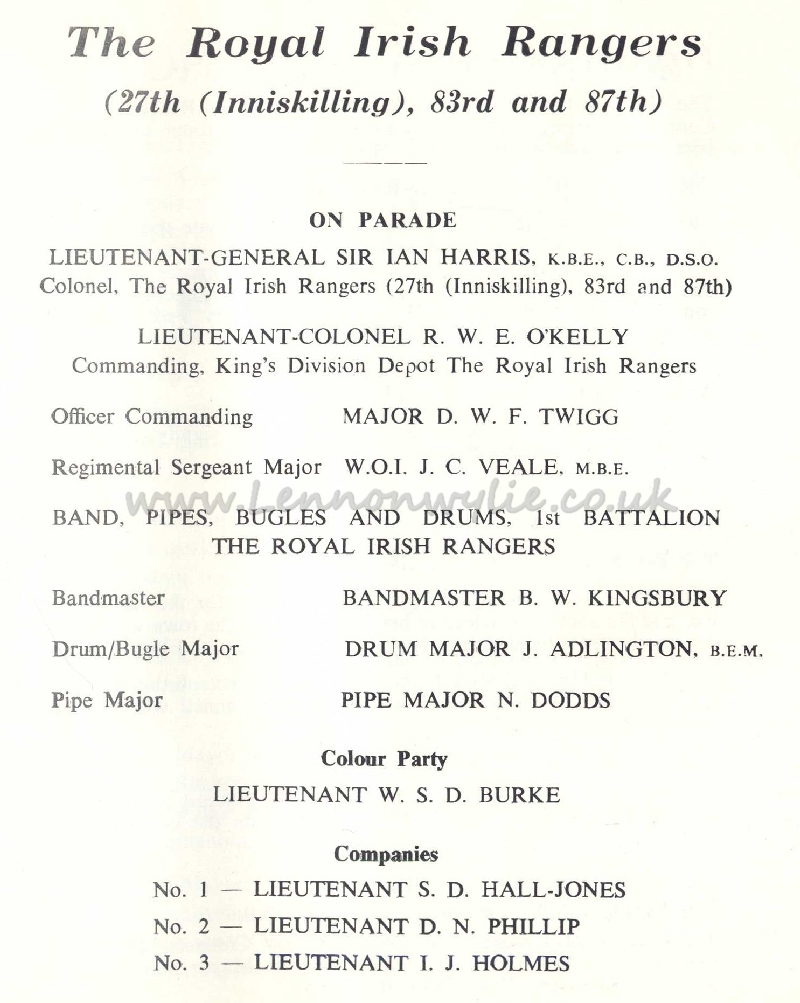 The Royal Irish Rangers
(27th (Inniskilling), 83rd and 87th)
ON PARADE
LIEUTENANT-GENERAL SIR IAN HARRIS, K.B.E., C.B., D.S.O.
Colonel, The Royal Irish Rangers (27th (Inniskilling), 83rd and 87th)
LIEUTENANT-COLONEL R. W. E. O'KELLY
Commanding, King's Division Depot The Royal Irish Rangers
Officer Commanding MAJOR D. W. F. TWIGG
Regimental Sergeant Major W.O.I. J. C. VEALE, M.B.E.
www.Lennonwylie.co.uk
BAND, PIPES, BUGLES AND DRUMS, 1st BATTALION
THE ROYAL IRISH RANGERS
Bandmaster BANDMASTER B. W. KINGSBURY
Drum/Bugle Major DRUM MAJOR J. ADLINGTON, B.E.M.
Pipe Major PIPE MAJOR N. DODDS
Colour Party
LIEUTENANT W. S. D. BURKE
Companies
No. 1 — LIEUTENANT S. D. HALL-JONES
No. 2 — LIEUTENANT D. N. PHILLIP
No. 3 — LIEUTENANT I. J. HOLMES